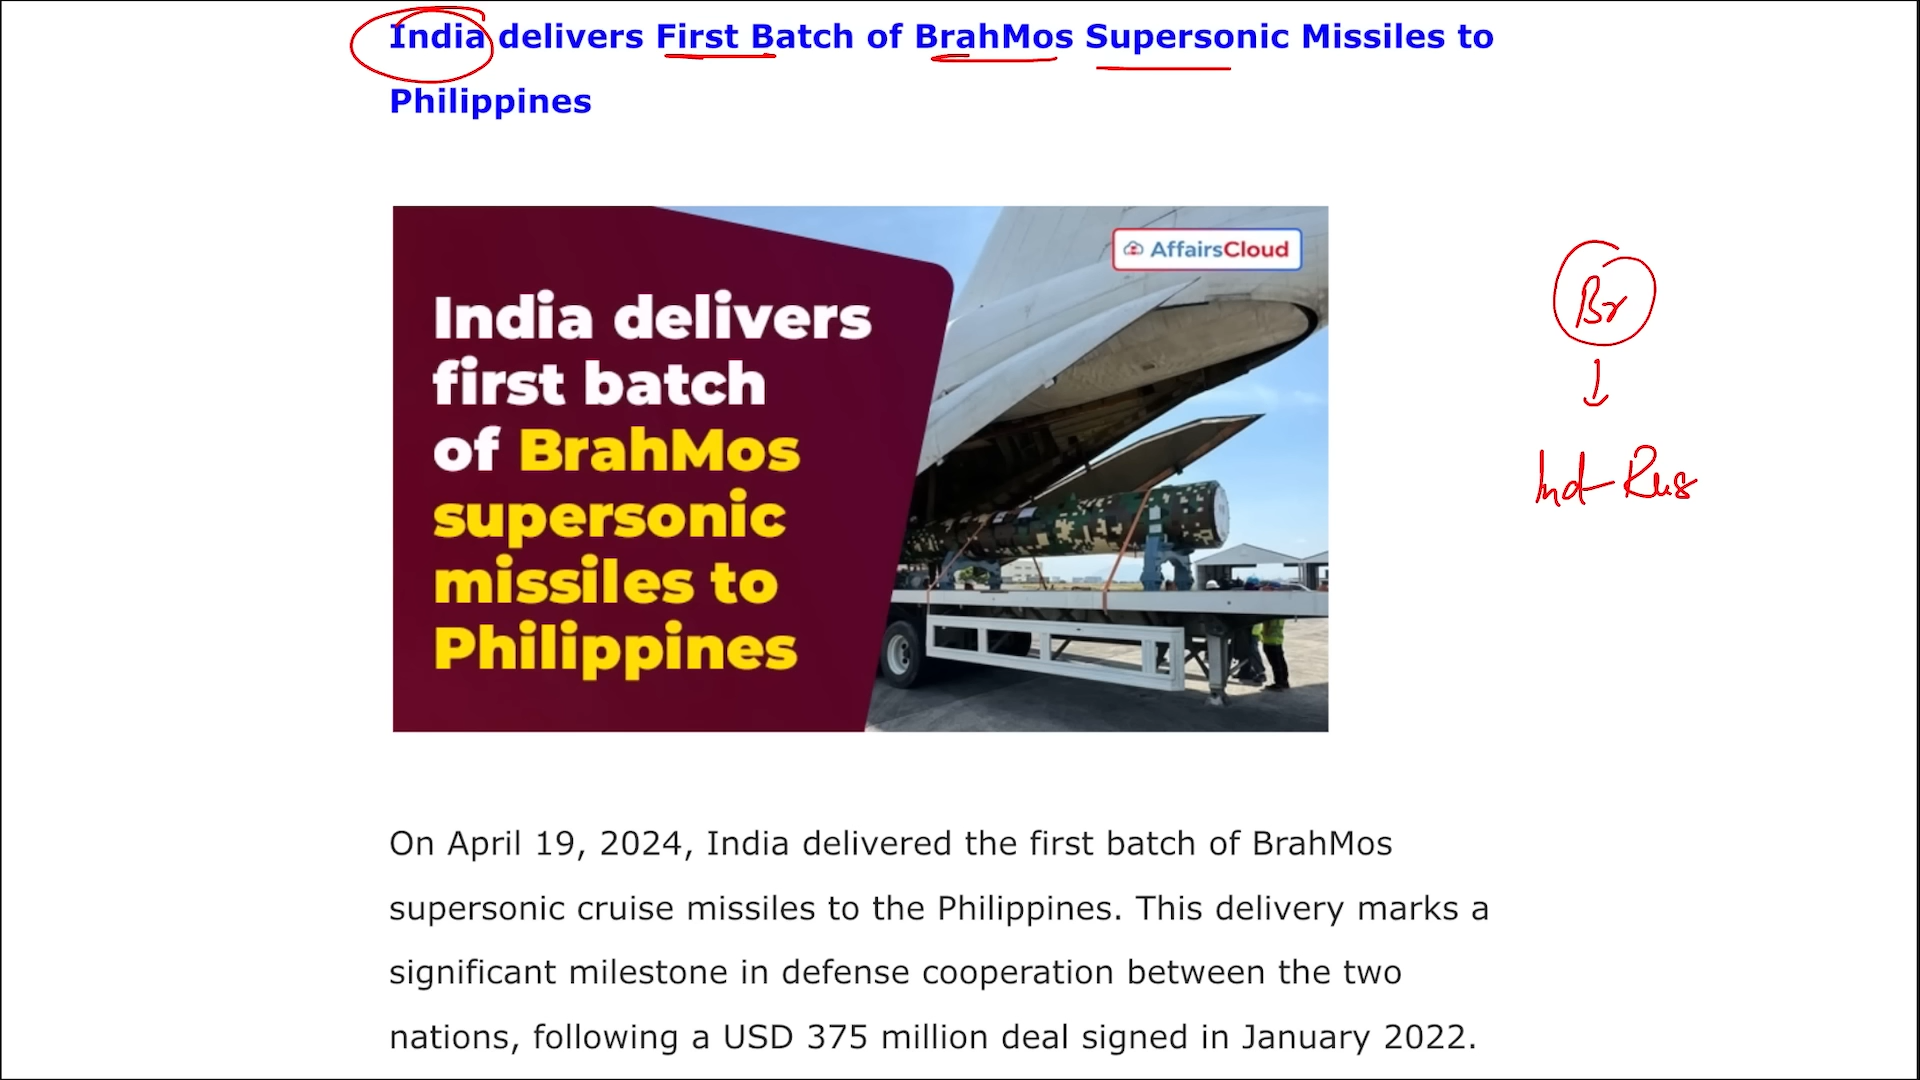 India delivers First Batch of BrahMos Supersonic Missiles to
Philippines
AffairsCloud
India delivers
first batch
of BrahMos
supersonic
missiles to
Philippines
Br
Ind-Rus
On April 19, 2024, India delivered the first batch of BrahMos
supersonic cruise missiles to the Philippines. This delivery marks a
significant milestone in defense cooperation between the two
nations, following a USD 375 million deal signed in January 2022.